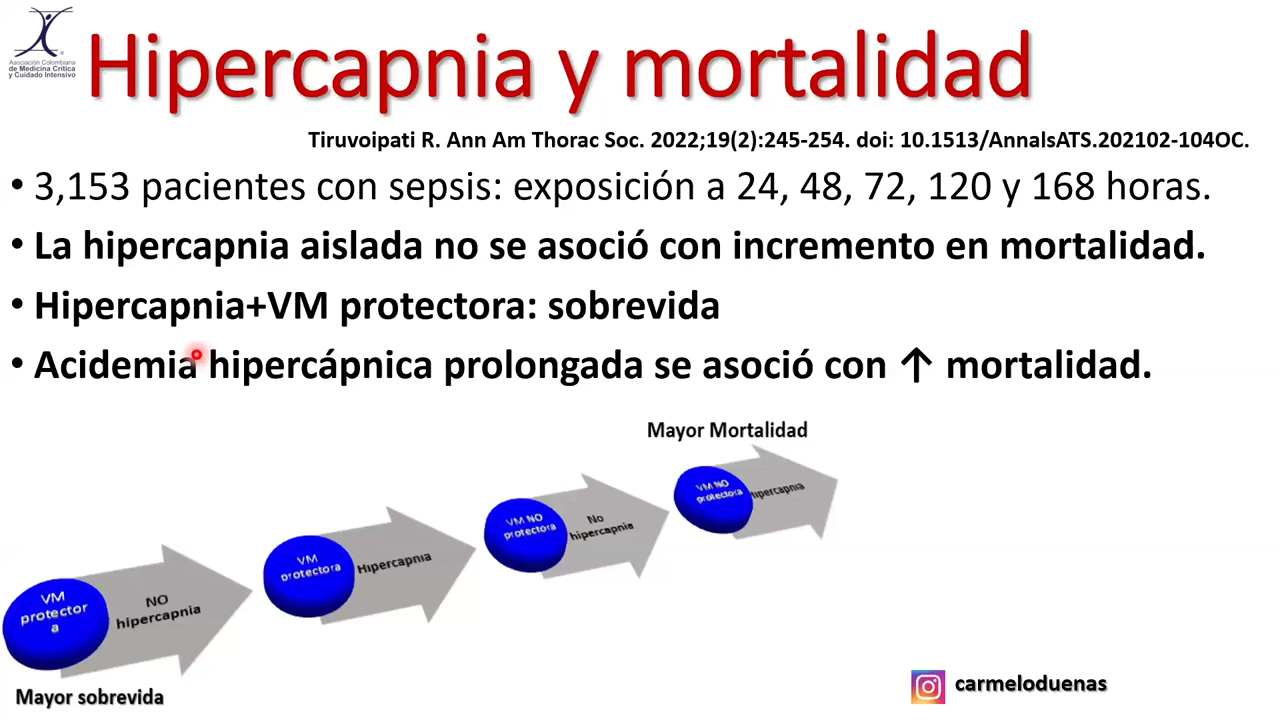 Asociación Colombiana
de Medicina Crítica
y Cuidado Intensivo
Hipercapnia y mortalidad
Tiruvoipati R. Ann Am Thorac Soc. 2022;19(2):245-254. doi: 10.1513/AnnalsATS.202102-104OC.
• 3,153 pacientes con sepsis: exposición a 24, 48, 72, 120 y 168 horas.
• La hipercapnia aislada no se asoció con incremento en mortalidad.
• Hipercapnia+VM protectora: sobrevida
• Acidemia hipercápnica prolongada se asoció con ↑ mortalidad.
Mayor Mortalidad
VM NO
protectora
hipercapnia
VM NO
protectora
No
hipercapnia
VM
protectora
Hipercapnia
VM
protector
a
NO
hipercapnia
Mayor sobrevida
carmeloduenas